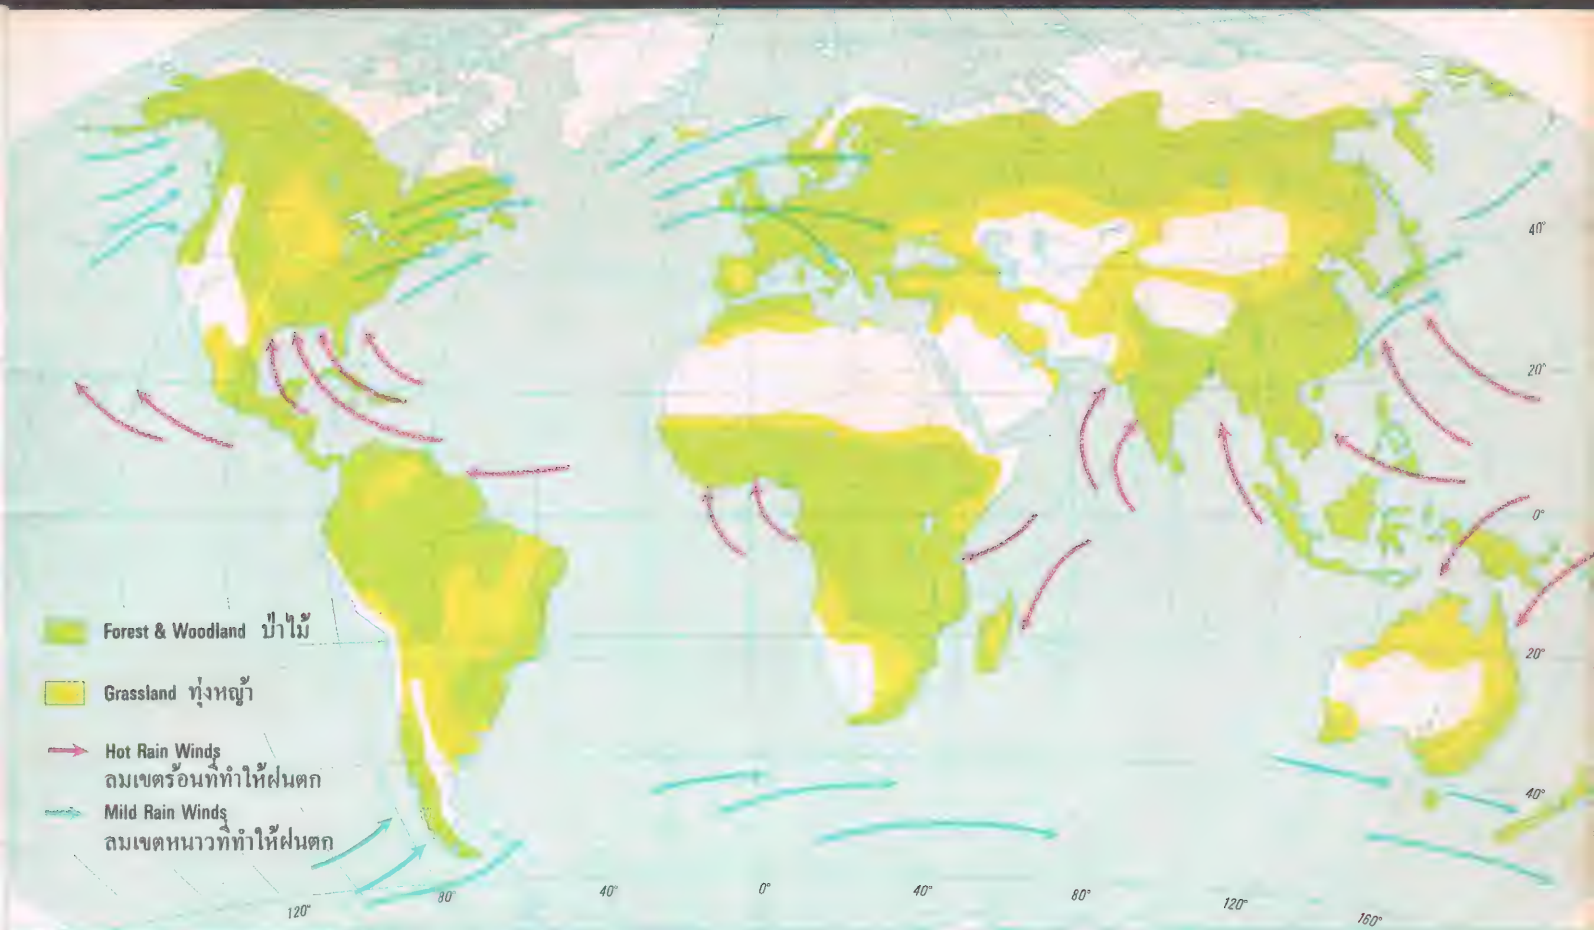 40°
20°
0°
Forest & Woodland ป่าไม้
20°
Grassland ทุ่งหญ้า
Hot Rain Winds
ลมเขตร้อนที่ทำให้ฝนตก
40°
Mild Rain Winds
ลมเขตหนาวที่ทำให้ฝนตก
120°
80°
40°
0°
40°
80°
120°
160°